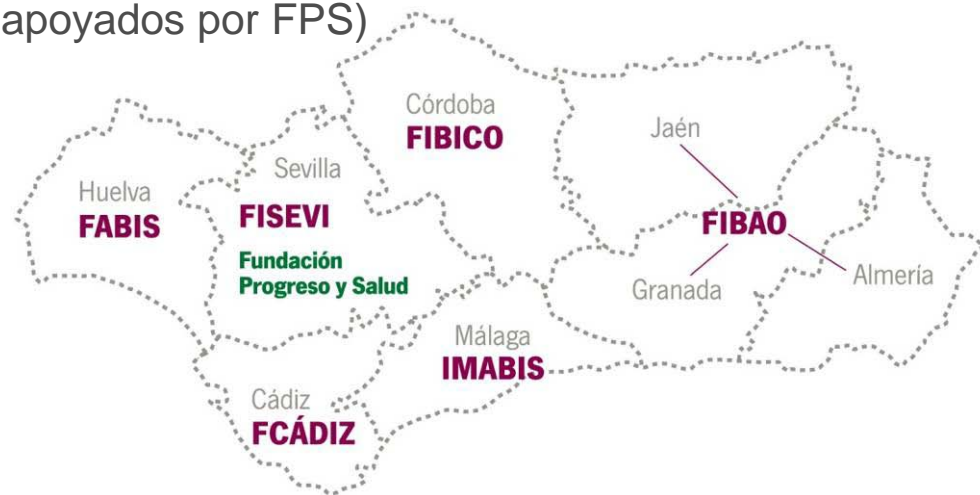 apoyados por FPS)
Córdoba
FIBICO
Jaén
Sevilla
FISEVI
Fundación
Progreso y Salud
Huelva
FABIS
FIBAO
Granada
Almería
Málaga
IMABIS
Cádiz
FCÁDIZ